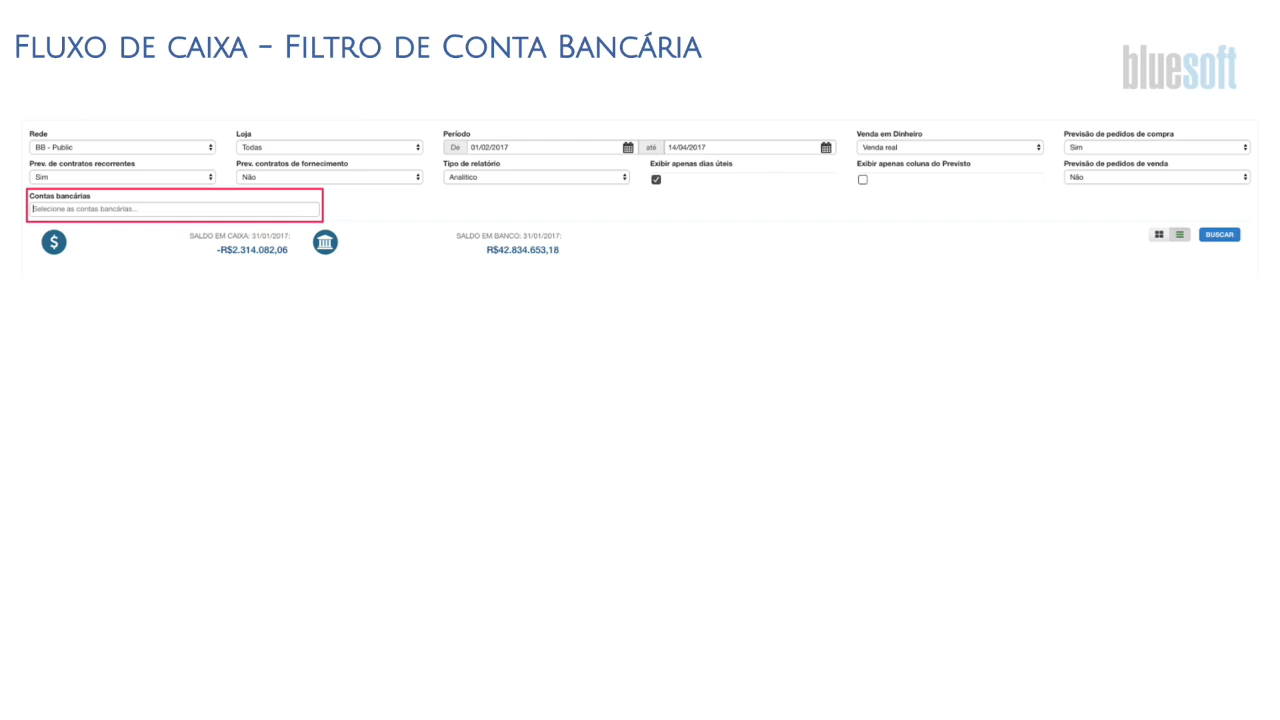 Fluxo de caixa - Filtro de Conta Bancária
bluesoft
Rede Loja Período Venda em Dinheiro Previsão de pedidos de compra
BB - Public Todas De 01/02/2017 até 14/04/2017 Venda real Sim
Prev. de contratos recorrentes Prev. contratos de fornecimento Tipo de relatório Exibir apenas dias úteis Exibir apenas coluna do Previsto Previsão de pedidos de venda
Sim Não Analítico Não
Contas bancárias
Selecione as contas bancárias...
SALDO EM CAIXA: 31/01/2017: SALDO EM BANCO: 31/01/2017: BUSCAR
$ -R$2.314.082,06 R$42.834.653,18